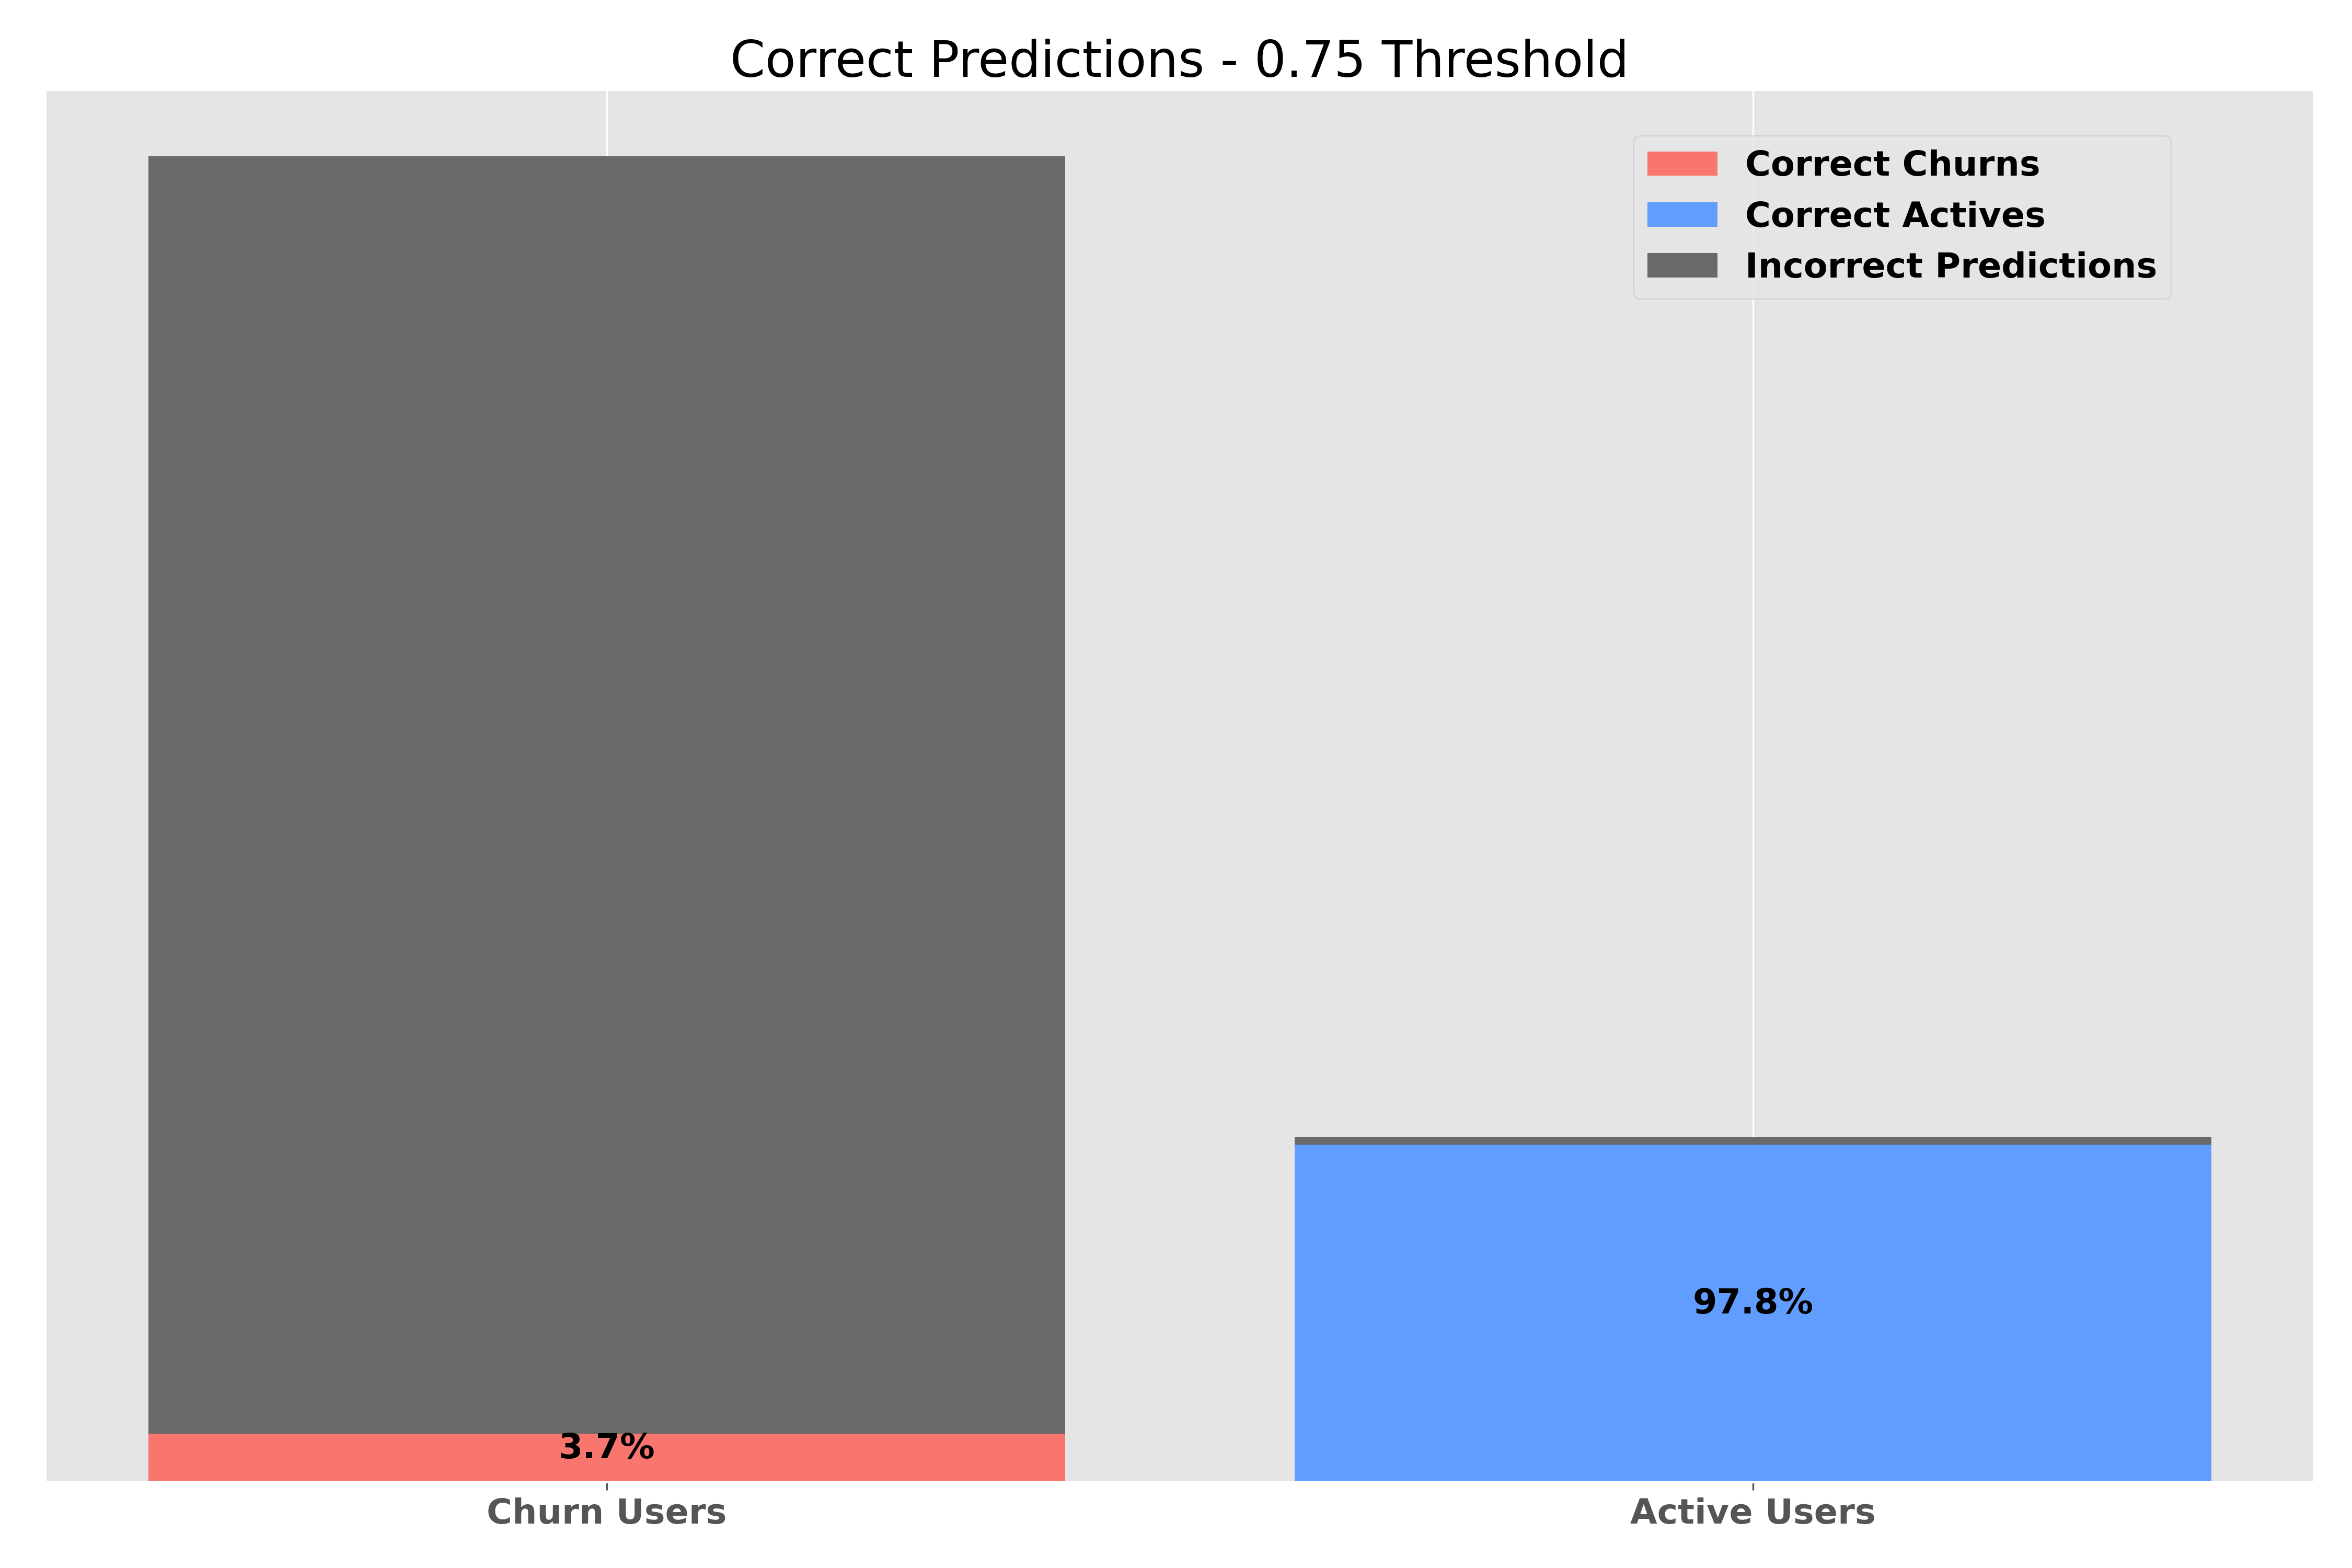 Correct Predictions - 0.75 Threshold
Correct Churns
Correct Actives
Incorrect Predictions
97.8%
3.7%
Churn Users
Active Users